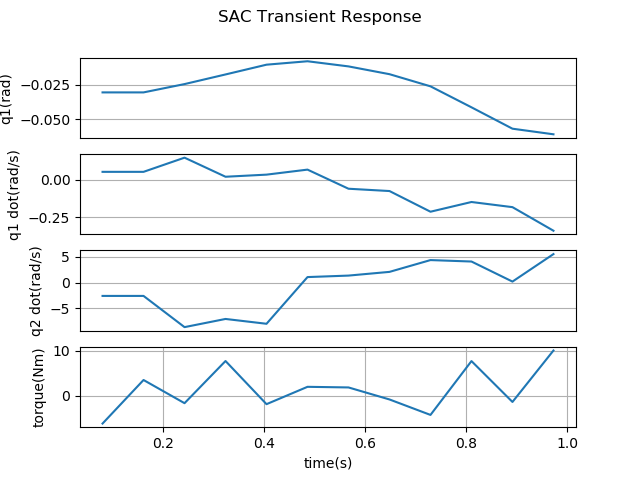 SAC Transient Response
q1(rad)
−0.025
−0.050
q1 dot(rad/s)
0.00
−0.25
q2 dot(rad/s)
5
0
−5
torque(Nm)
10
0
0.2 0.4 0.6 0.8 1.0
time(s)